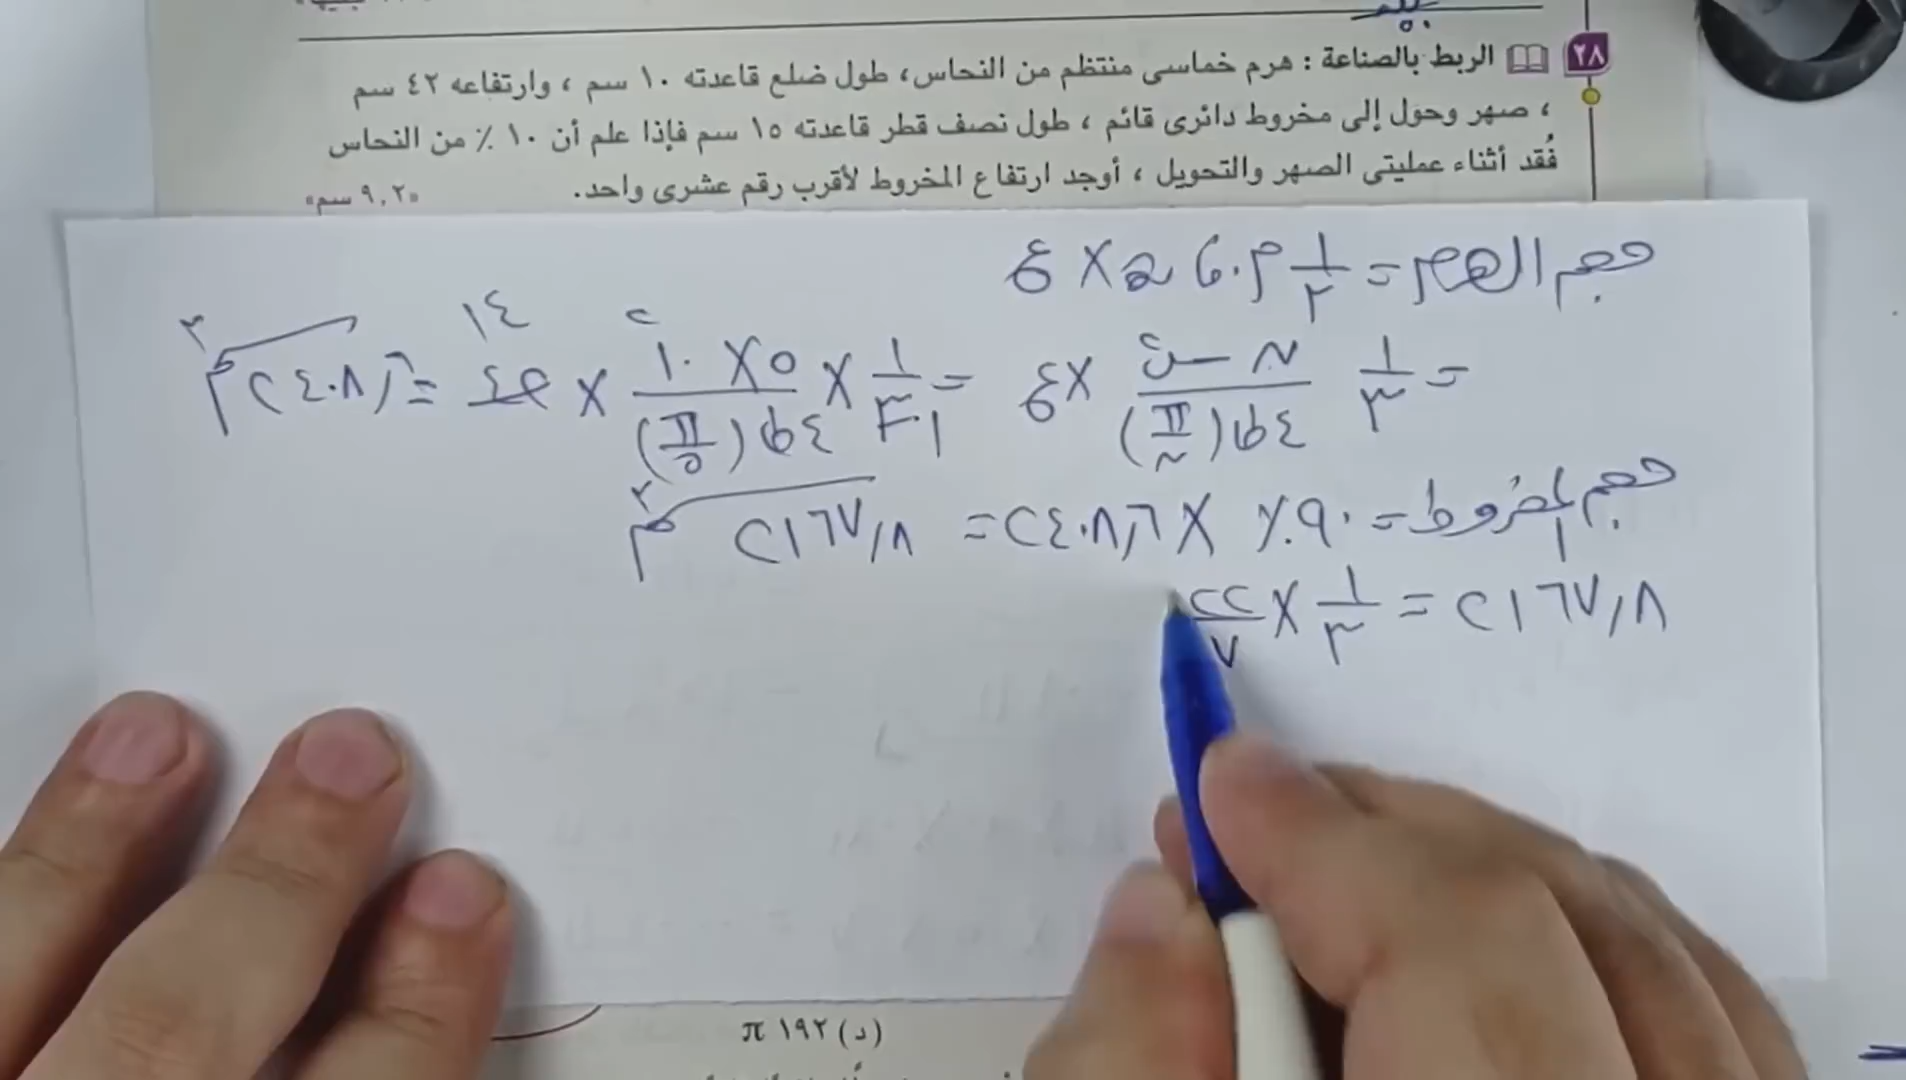 ٢٨ الربط بالصناعة : هرم خماسى منتظم من النحاس، طول ضلع قاعدته ١٠ سم ، وارتفاعه ٤٢ سم
، صهر وحول إلى مخروط دائرى قائم ، طول نصف قطر قاعدته ١٥ سم فإذا علم أن ١٠ ٪ من النحاس
فُقد أثناء عمليتى الصهر والتحويل ، أوجد ارتفاع المخروط لأقرب رقم عشرى واحد.
«٩,٢ سم»
حجم الهرم = ١/٣ م.ق × ع
= ١/٣ ن س٢ / ٤ ظا (π/ن) × ع = ١/٣ × ٥ × ١٠٢ / ٤ ظا (π/٥) × ٤٢ ١٤ = ٢٤٠٨,٦ سم٣
حجم المخروط = ٩٠٪ × ٢٤٠٨,٦ = ٢١٦٧,٨ سم٣
٢١٦٧,٨ = ١/٣ × ٢٢/٧
(د) ١٩٢ π